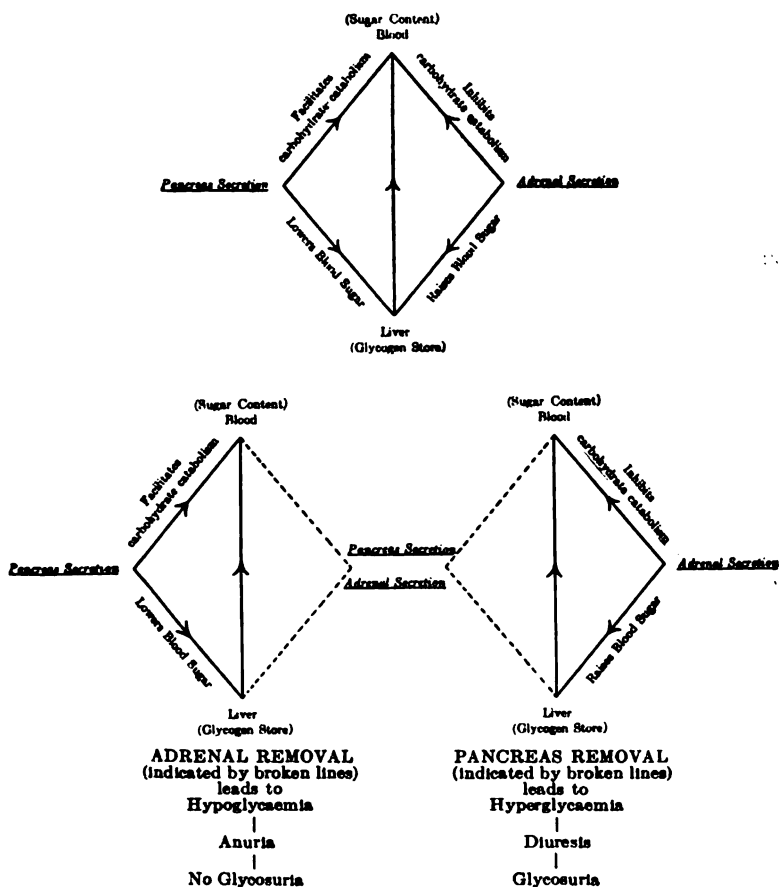 (Sugar Content)
Blood
Facilitates
carbohydrate catabolism
Inhibits
carbohydrate catabolism
Pancreas Secretion
Adrenal Secretion
Lowers Blood Sugar
Raises Blood Sugar
Liver
(Glycogen Store)
(Sugar Content)
Blood
(Sugar Content)
Blood
Facilitates
carbohydrate catabolism
Inhibits
carbohydrate catabolism
Pancreas Secretion
Pancreas Secretion
Adrenal Secretion
Adrenal Secretion
Lowers Blood Sugar
Raises Blood Sugar
Liver
(Glycogen Store)
Liver
(Glycogen Store)
ADRENAL REMOVAL
(indicated by broken lines)
leads to
Hypoglycaemia
Anuria
No Glycosuria
PANCREAS REMOVAL
(indicated by broken lines)
leads to
Hyperglycaemia
Diuresis
Glycosuria